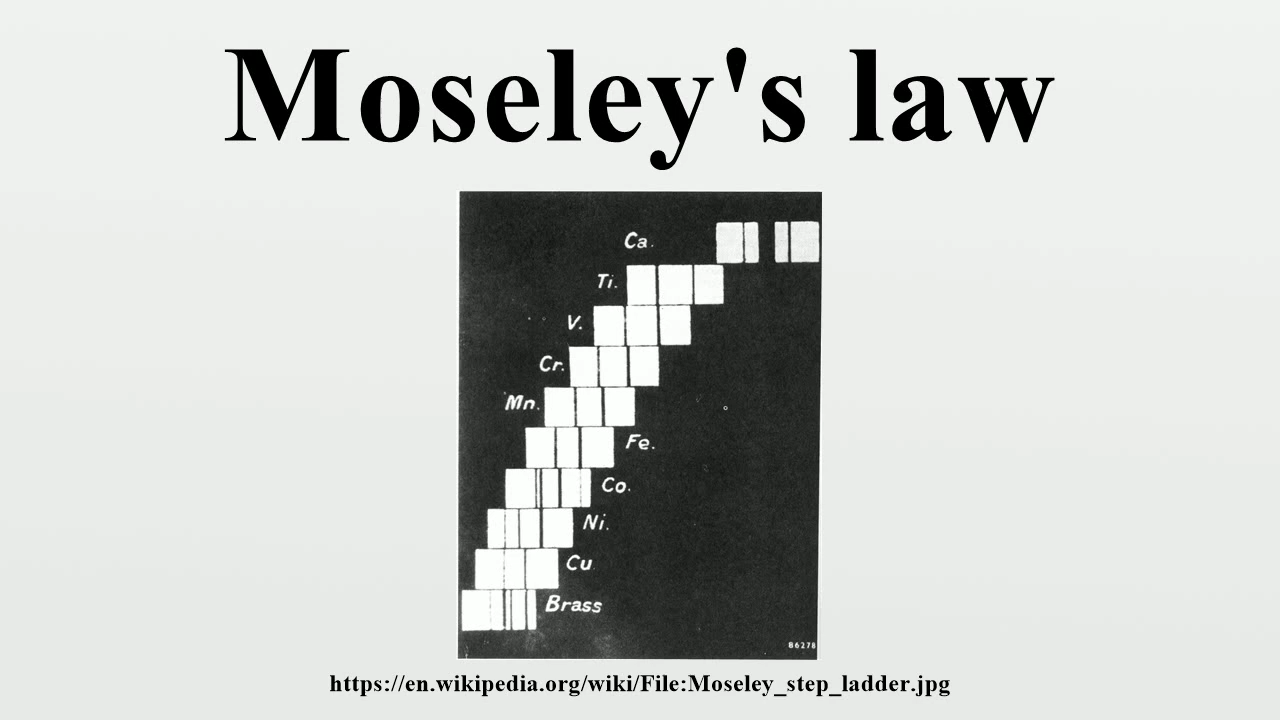 Moseley's law
Ca.
Ti.
V.
Cr.
Mn.
Fe.
Co.
Ni.
Cu
Brass
86278
https://en.wikipedia.org/wiki/File:Moseley_step_ladder.jpg